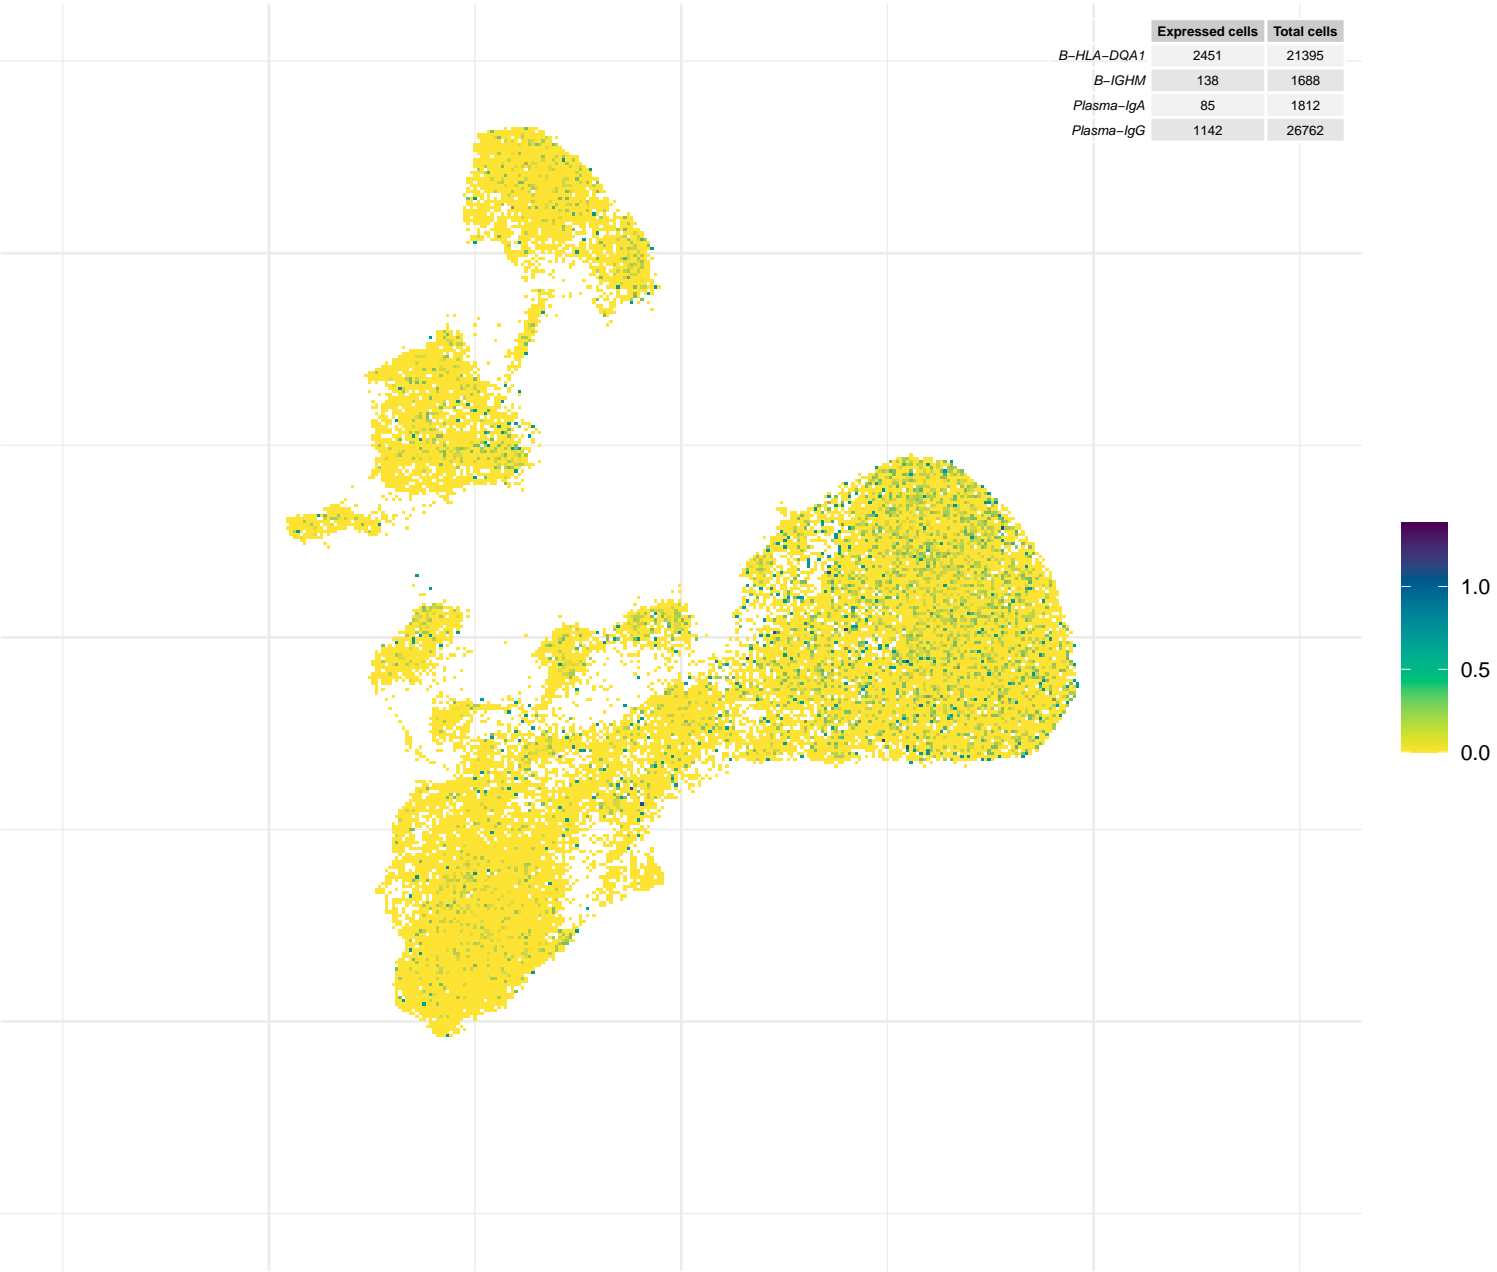 Expressed cells Total cells
B−HLA−DQA1 2451 21395
B−IGHM 138 1688
Plasma−IgA 85 1812
Plasma−IgG 1142 26762
1.0
0.5
0.0